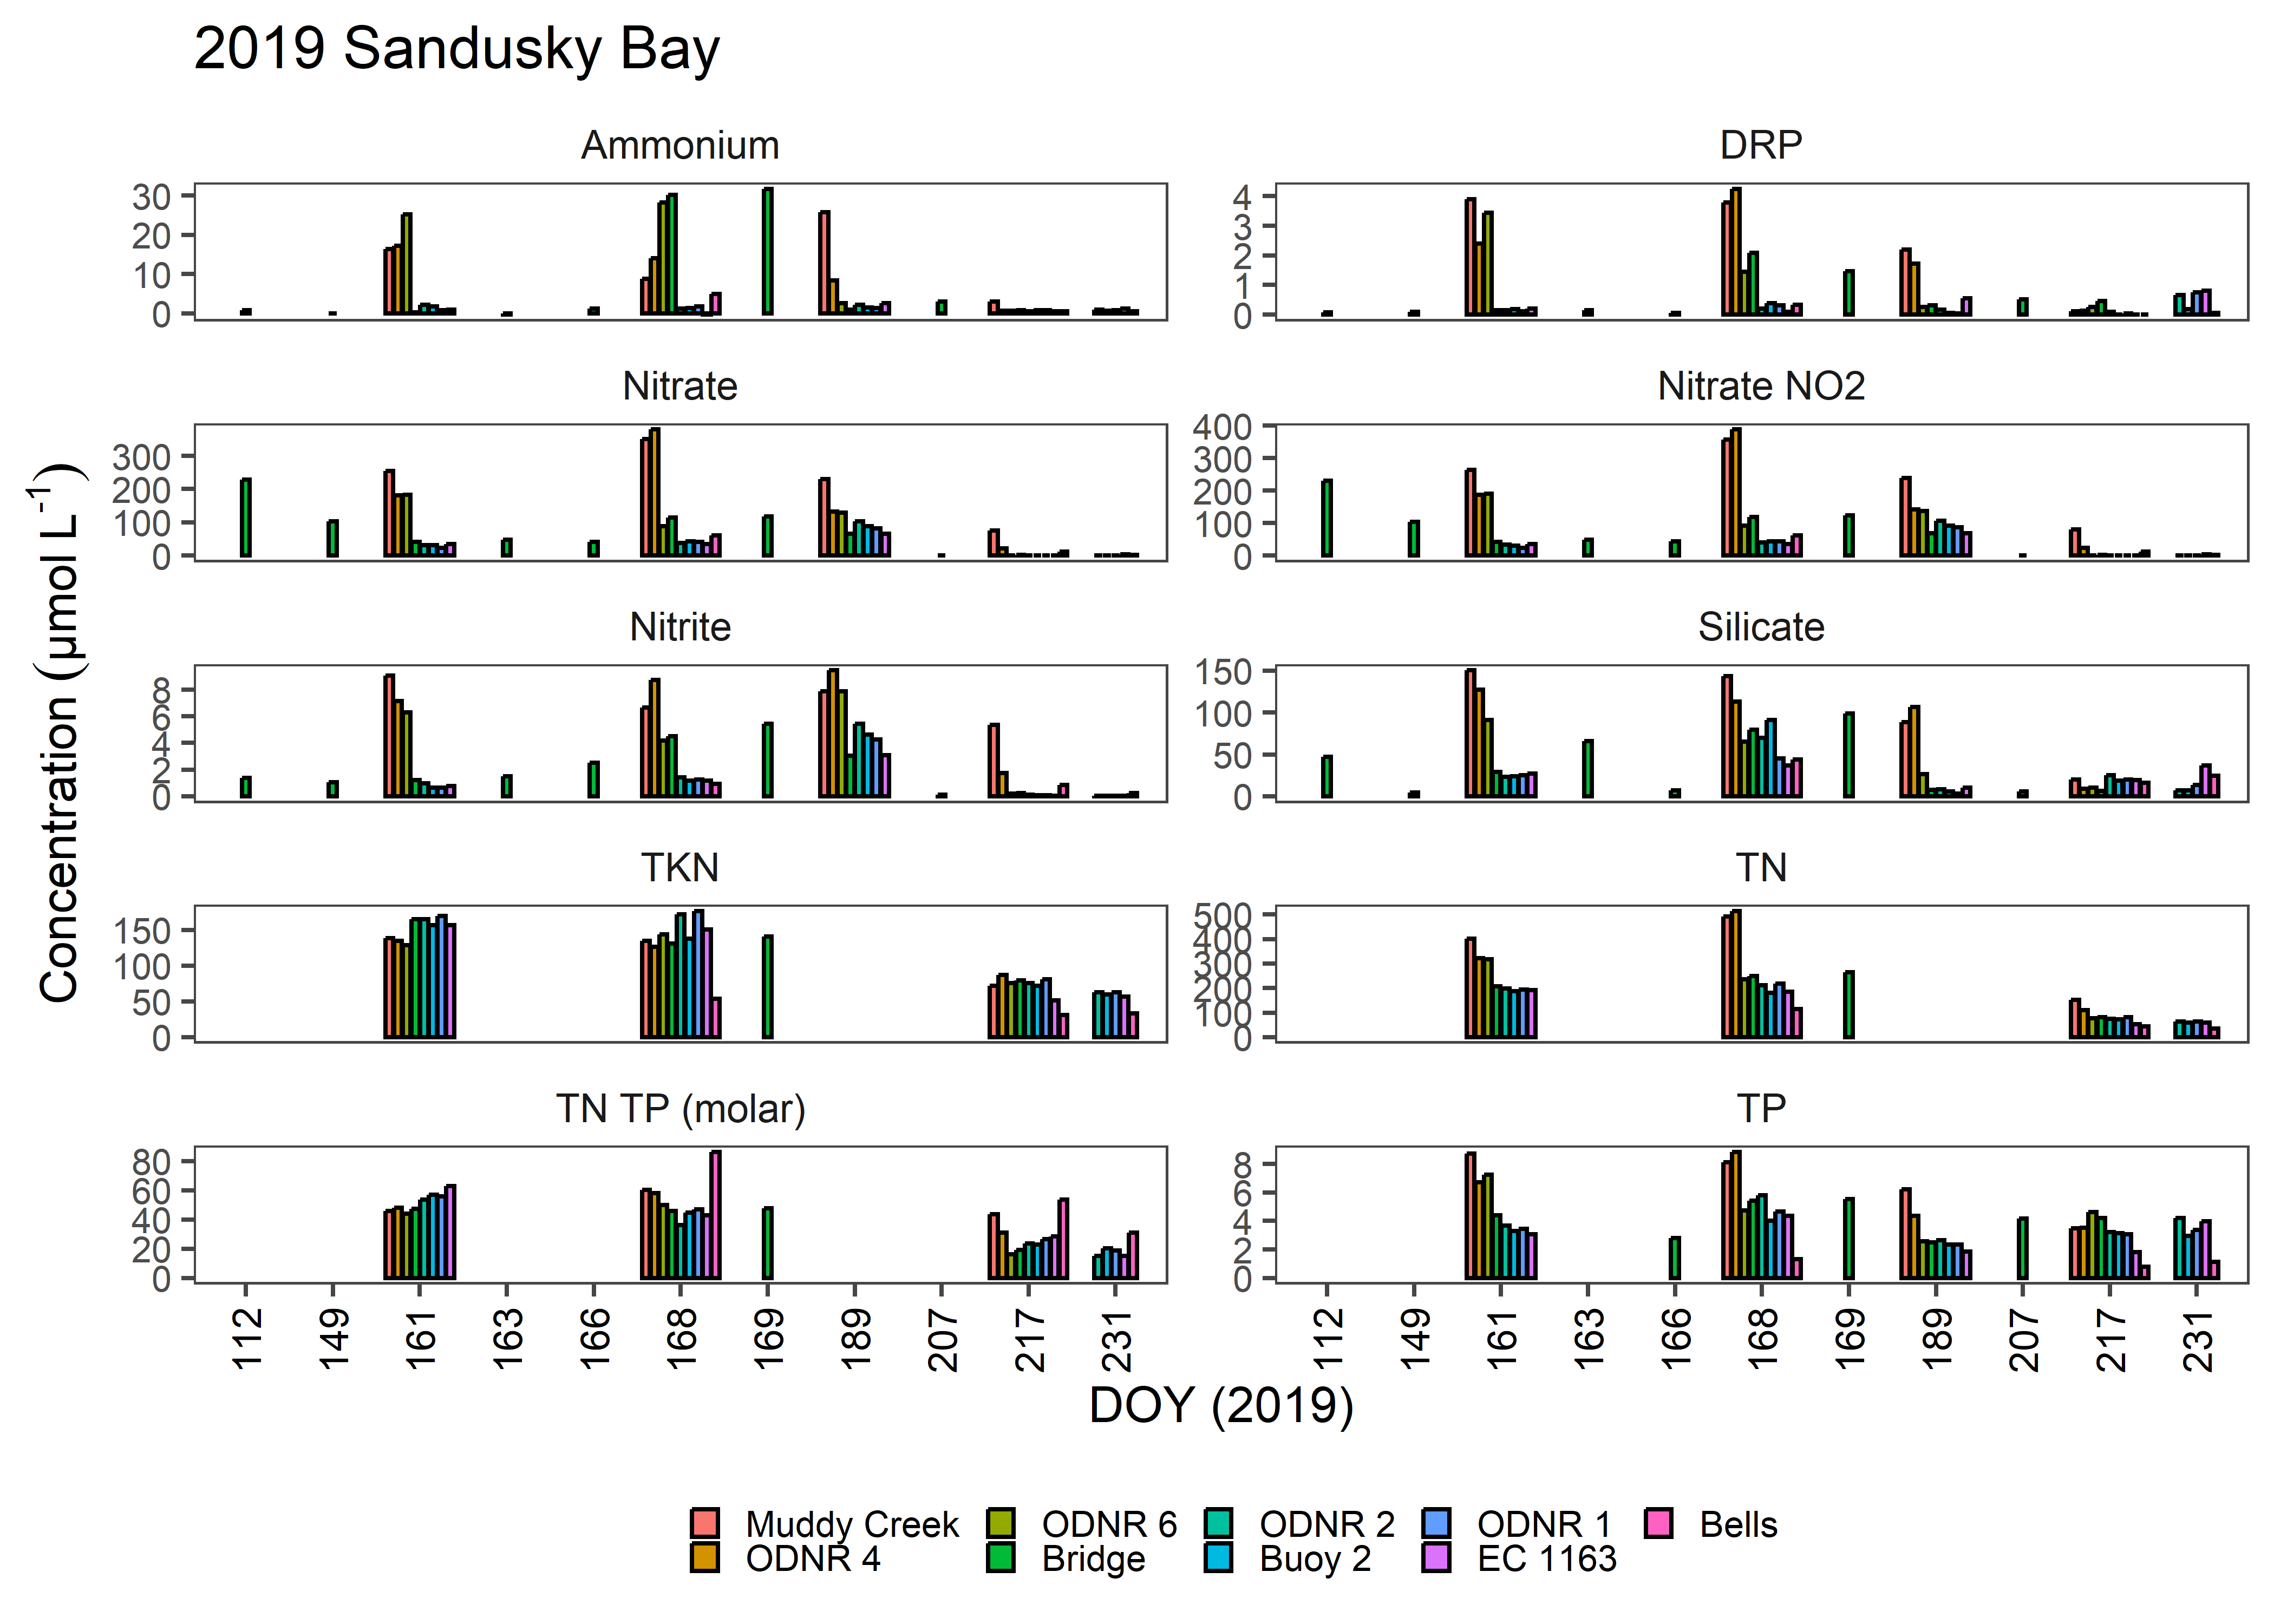 2019 Sandusky Bay
Ammonium
DRP
30
20
10
0
4
3
2
1
0
Nitrate
Nitrate NO2
300
200
100
0
400
300
200
100
0
Nitrite
Silicate
8
6
4
2
0
150
100
50
0
TKN
TN
150
100
50
0
500
400
300
200
100
0
TN TP (molar)
TP
80
60
40
20
0
8
6
4
2
0
Concentration (µmol L-1)
112 149 161 163 166 168 169 189 207 217 231
112 149 161 163 166 168 169 189 207 217 231
DOY (2019)
Muddy Creek ODNR 6 ODNR 2 ODNR 1 Bells
ODNR 4 Bridge Buoy 2 EC 1163